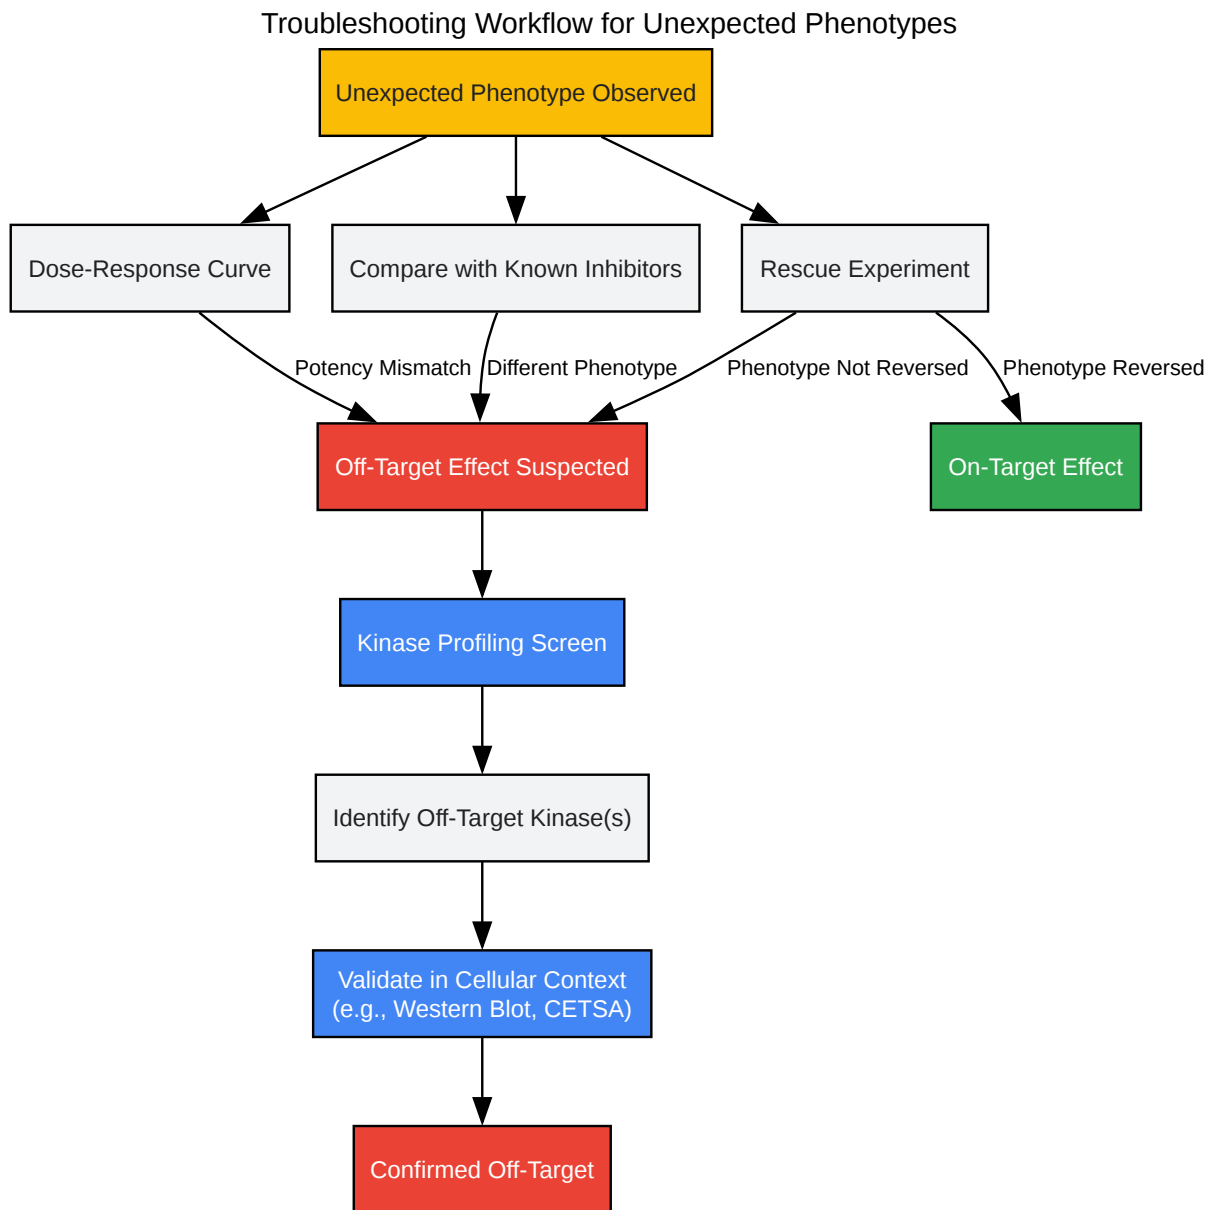 Troubleshooting Workflow for Unexpected Phenotypes
Unexpected Phenotype Observed
Dose-Response Curve
Compare with Known Inhibitors
Rescue Experiment
Potency Mismatch
Different Phenotype
Phenotype Not Reversed
Phenotype Reversed
Off-Target Effect Suspected
On-Target Effect
Kinase Profiling Screen
Identify Off-Target Kinase(s)
Validate in Cellular Context
(e.g., Western Blot, CETSA)
Confirmed Off-Target